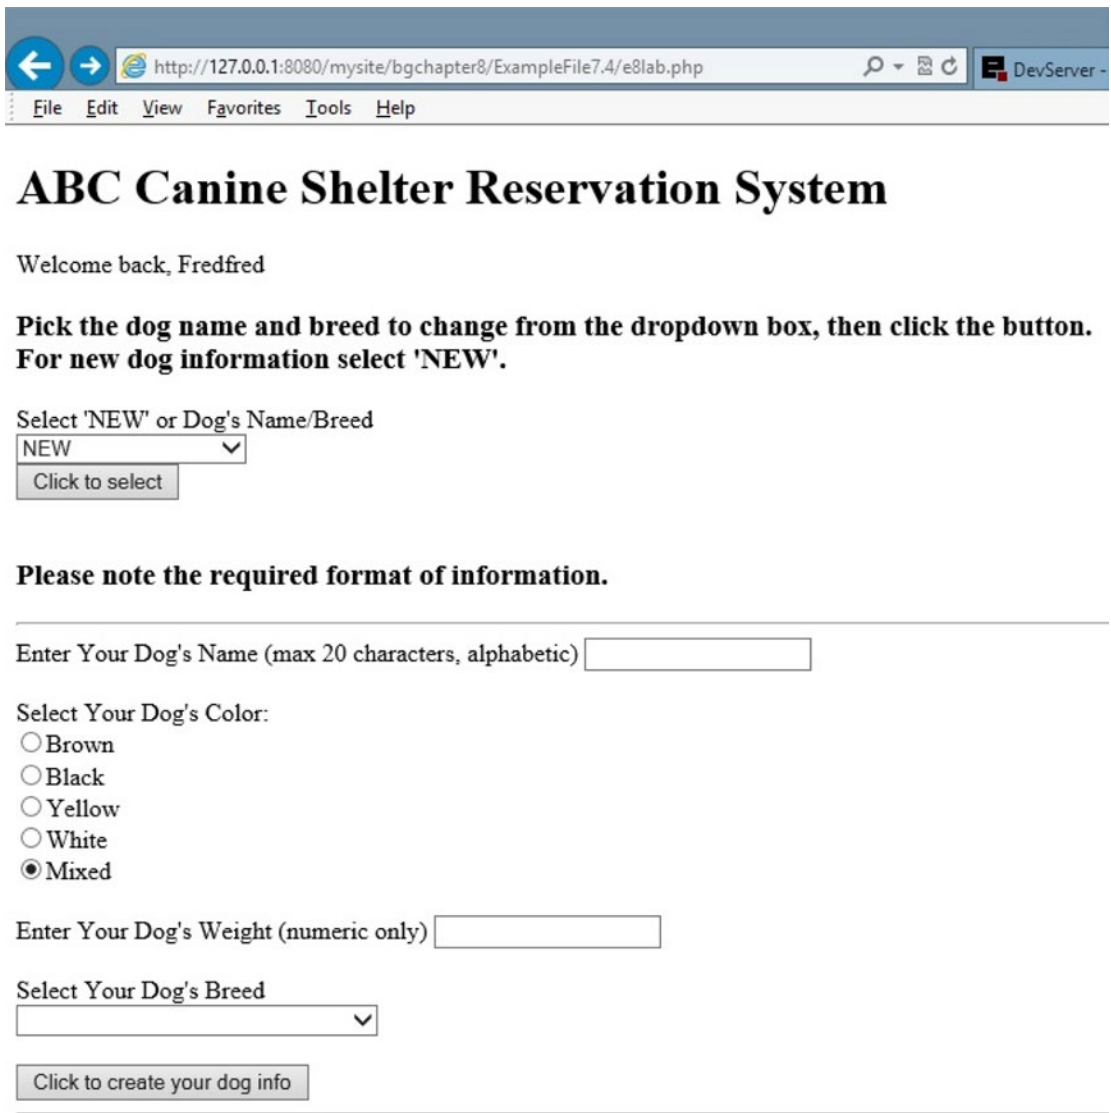 http://127.0.0.1:8080/mysite/bgchapter8/ExampleFile7.4/e8lab.php
DevServer -
File Edit View Favorites Tools Help
ABC Canine Shelter Reservation System
Welcome back, Fredfred
Pick the dog name and breed to change from the dropdown box, then click the button.
For new dog information select 'NEW'.
Select 'NEW' or Dog's Name/Breed
NEW
Click to select
Please note the required format of information.
Enter Your Dog's Name (max 20 characters, alphabetic)
Select Your Dog's Color:
Brown
Black
Yellow
White
Mixed
Enter Your Dog's Weight (numeric only)
Select Your Dog's Breed
Click to create your dog info